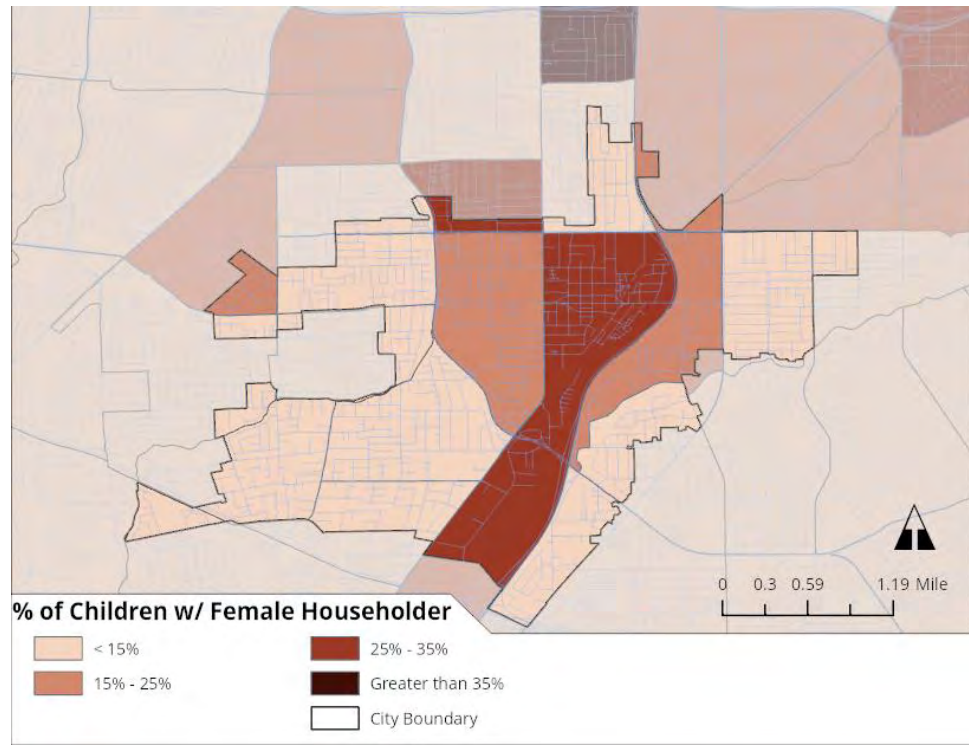 0 0.3 0.59 1.19 Mile
% of Children w/ Female Householder
< 15%
25% - 35%
15% - 25%
Greater than 35%
City Boundary